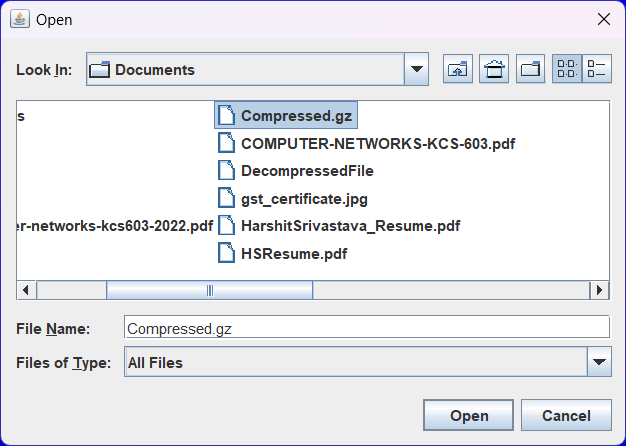 Open
Look In: Documents
s
Compressed.gz
COMPUTER-NETWORKS-KCS-603.pdf
DecompressedFile
gst_certificate.jpg
er-networks-kcs603-2022.pdf HarshitSrivastava_Resume.pdf
HSResume.pdf
File Name: Compressed.gz
Files of Type: All Files
Open Cancel